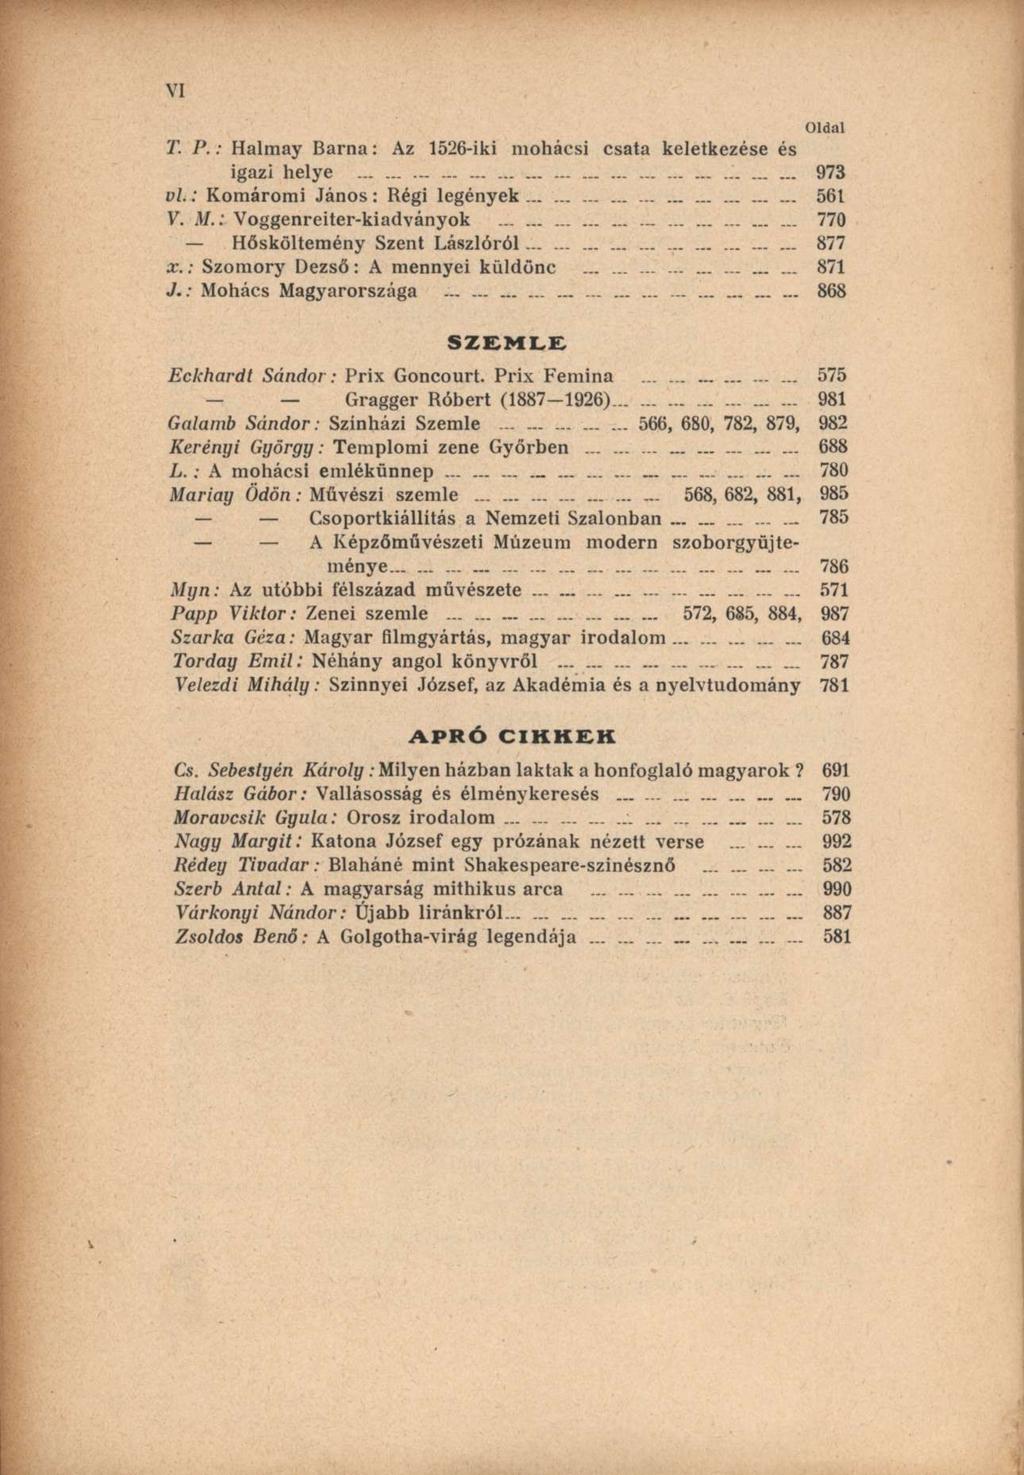 VI
Oldal
T. P.: Halmay Barna: Az 1526-iki mohácsi csata keletkezése és
igazi helye 973
vl.: Komáromi János: Régi legények 561
V. M.: Voggenreiter-kiadványok 770
— Hősköltemény Szent Lászlóról 877
x.: Szomory Dezső: A mennyei küldönc 871
J.: Mohács Magyarországa 868
SZEMLE
Eckhardt Sándor: Prix Goncourt. Prix Femina 575
— — Gragger Róbert (1887—1926) 981
Galamb Sándor: Színházi Szemle 566, 680, 782, 879, 982
Kerényi György: Templomi zene Győrben 688
L.: A mohácsi emlékünnep 780
Mariay Ödön: Művészi szemle 568, 682, 881, 985
— — Csoportkiállítás a Nemzeti Szalonban 785
— — A Képzőművészeti Múzeum modern szoborgyüjte-
ménye 786
Myn: Az utóbbi félszázad művészete 571
Papp Viktor: Zenei szemle 572, 685, 884, 987
Szarka Géza: Magyar filmgyártás, magyar irodalom 684
Torday Emil: Néhány angol könyvről 787
Velezdi Mihály: Szinnyei József, az Akadémia és a nyelvtudomány 781
APRÓ CIKKEK
Cs. Sebestyén Károly: Milyen házban laktak a honfoglaló magyarok? 691
Halász Gábor: Vallásosság és élménykeresés 790
Moravcsik Gyula: Orosz irodalom 578
Nagy Margit: Katona József egy prózának nézett verse 992
Rédey Tivadar: Blaháné mint Shakespeare-szinésznő 582
Szerb Antal: A magyarság mithikus arca 990
Várkonyi Nándor: Újabb liránkról 887
Zsoldos Benő: A Golgotha-virág legendája 581